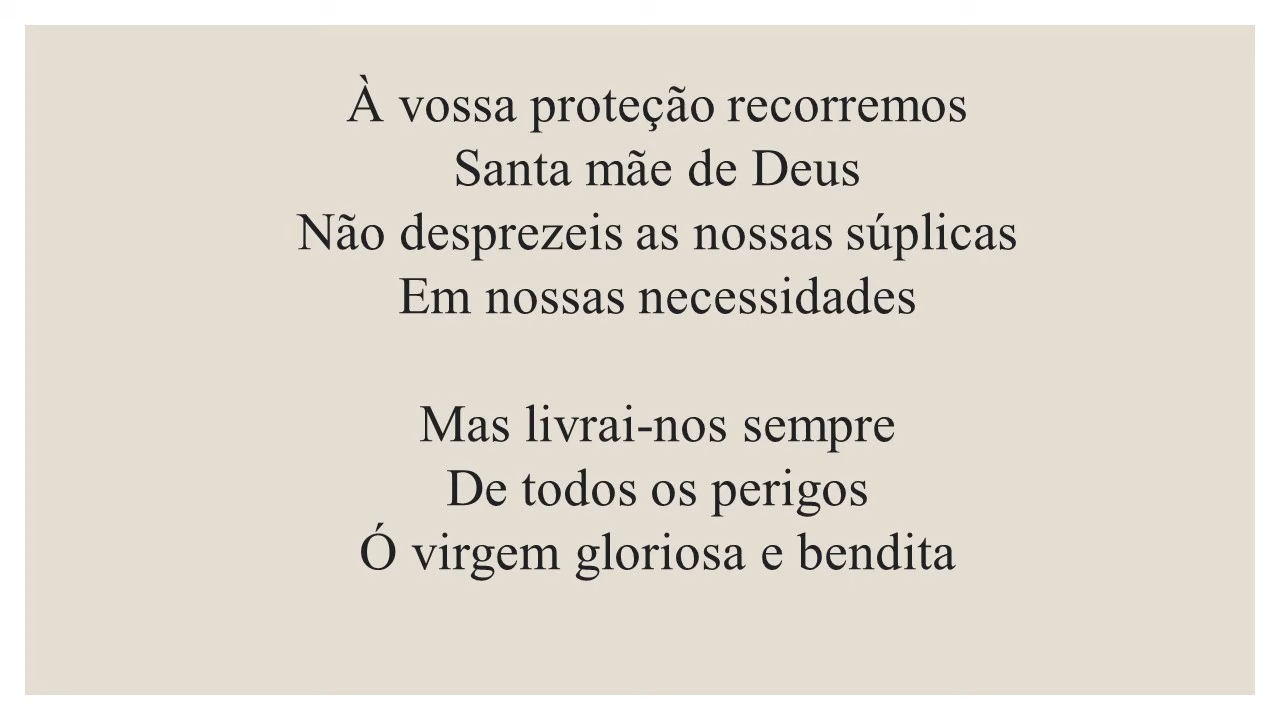 À vossa proteção recorremos
Santa mãe de Deus
Não desprezeis as nossas súplicas
Em nossas necessidades
Mas livrai-nos sempre
De todos os perigos
Ó virgem gloriosa e bendita